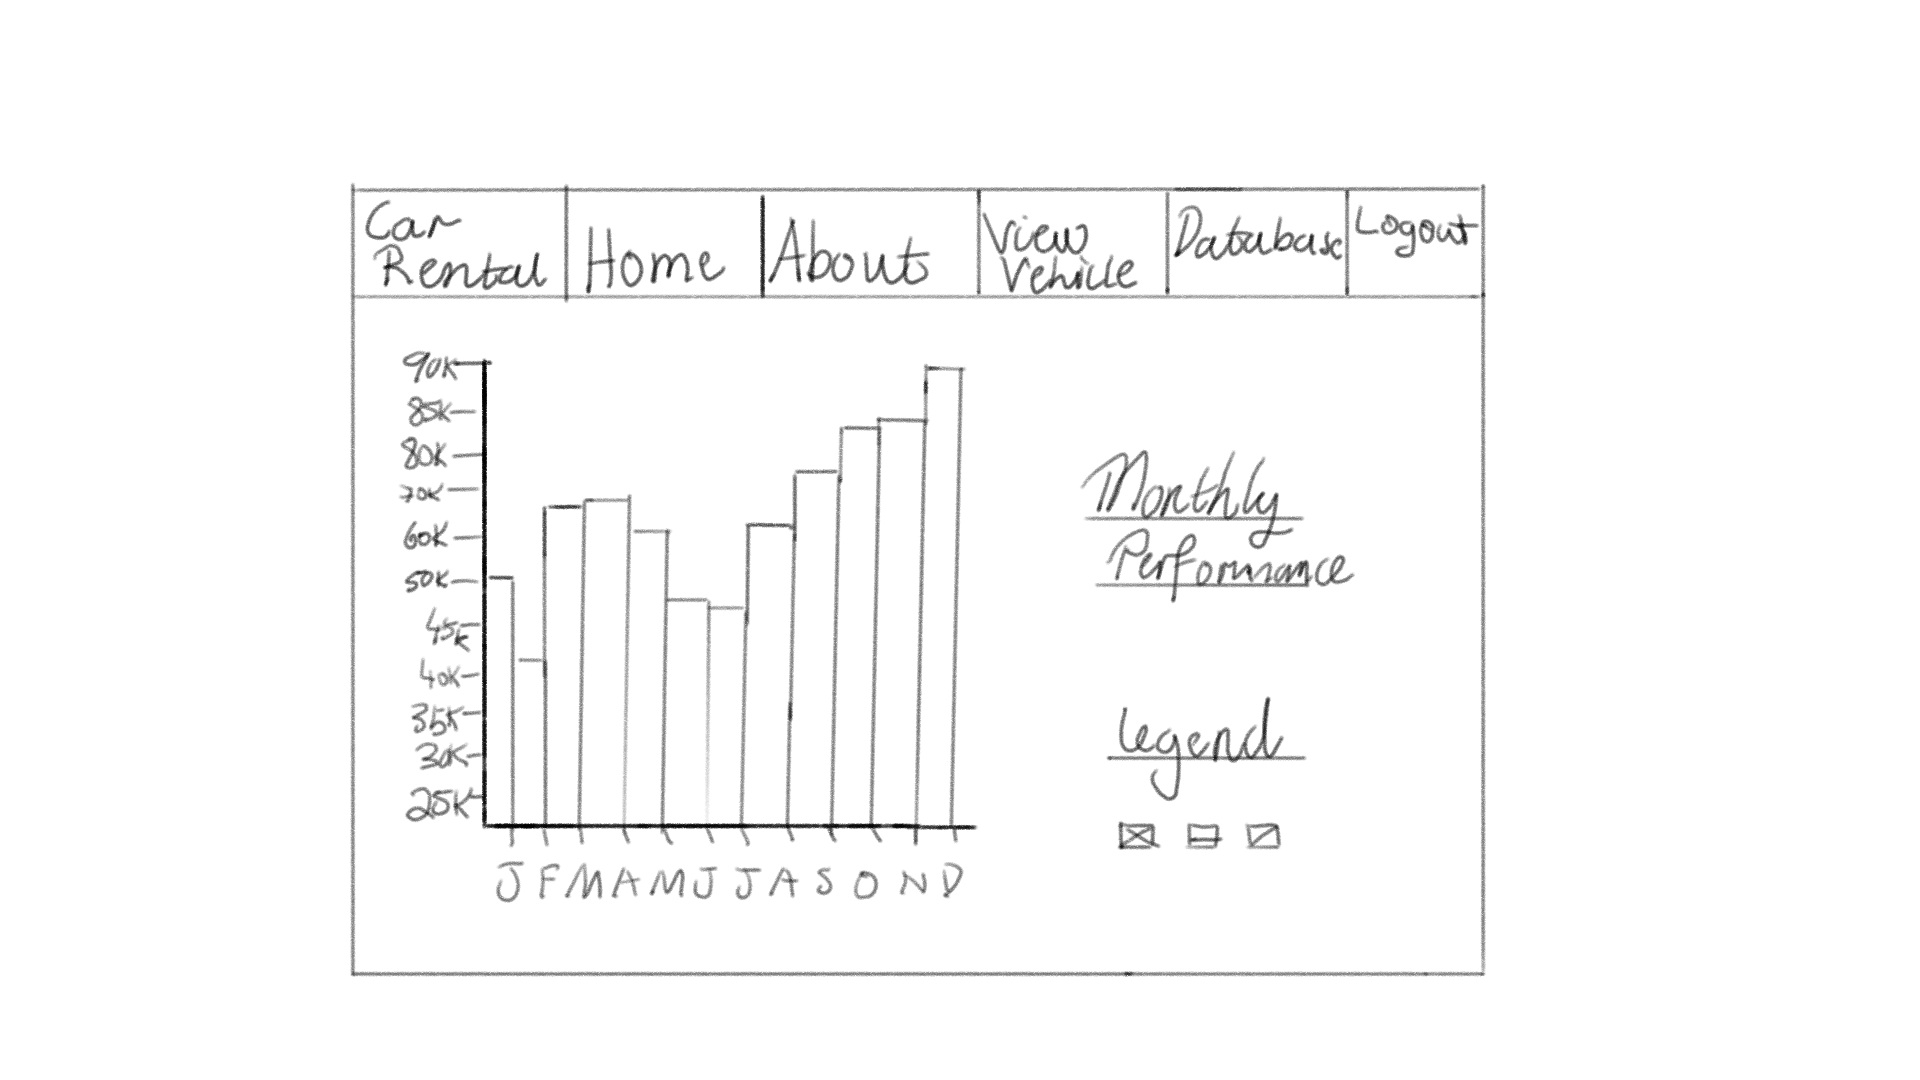 Car
Rental
Home
About
View
Vehicle
Database
Logout
90K
85K
80K
70K
60K
50K
45K
40K
35K
30K
25K
J F M A M J J A S O N D
Monthly
Performance
Legend